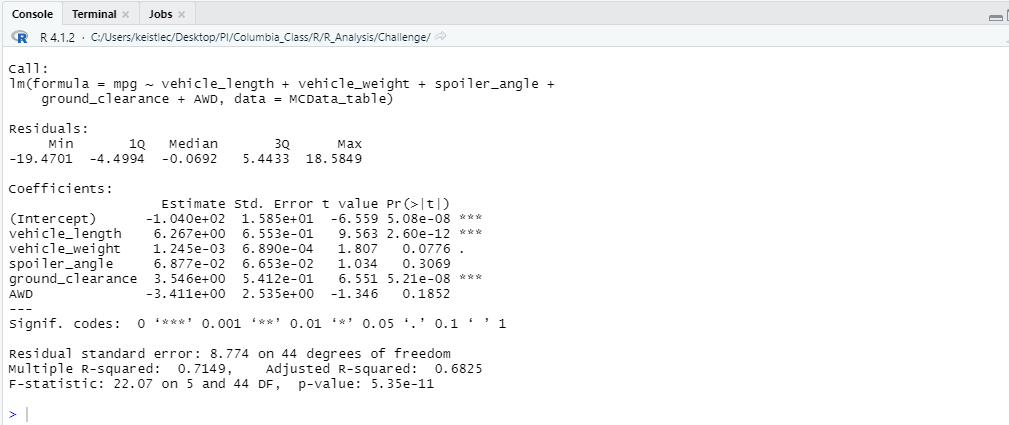 Console Terminal × Jobs ×
R R 4.1.2 · C:/Users/keistlec/Desktop/PI/Columbia_Class/R/R_Analysis/Challenge/
Call:
lm(formula = mpg ~ vehicle_length + vehicle_weight + spoiler_angle +
    ground_clearance + AWD, data = MCData_table)
Residuals:
     Min       1Q   Median       3Q      Max
-19.4701  -4.4994  -0.0692   5.4433  18.5849
Coefficients:
                   Estimate Std. Error t value Pr(>|t|)
(Intercept)      -1.040e+02  1.585e+01  -6.559 5.08e-08 ***
vehicle_length    6.267e+00  6.553e-01   9.563 2.60e-12 ***
vehicle_weight    1.245e-03  6.890e-04   1.807   0.0776 .
spoiler_angle     6.877e-02  6.653e-02   1.034   0.3069
ground_clearance  3.546e+00  5.412e-01   6.551 5.21e-08 ***
AWD              -3.411e+00  2.535e+00  -1.346   0.1852
---
Signif. codes:  0 ‘***’ 0.001 ‘**’ 0.01 ‘*’ 0.05 ‘.’ 0.1 ‘ ’ 1
Residual standard error: 8.774 on 44 degrees of freedom
Multiple R-squared:  0.7149,    Adjusted R-squared:  0.6825
F-statistic: 22.07 on 5 and 44 DF,  p-value: 5.35e-11
>